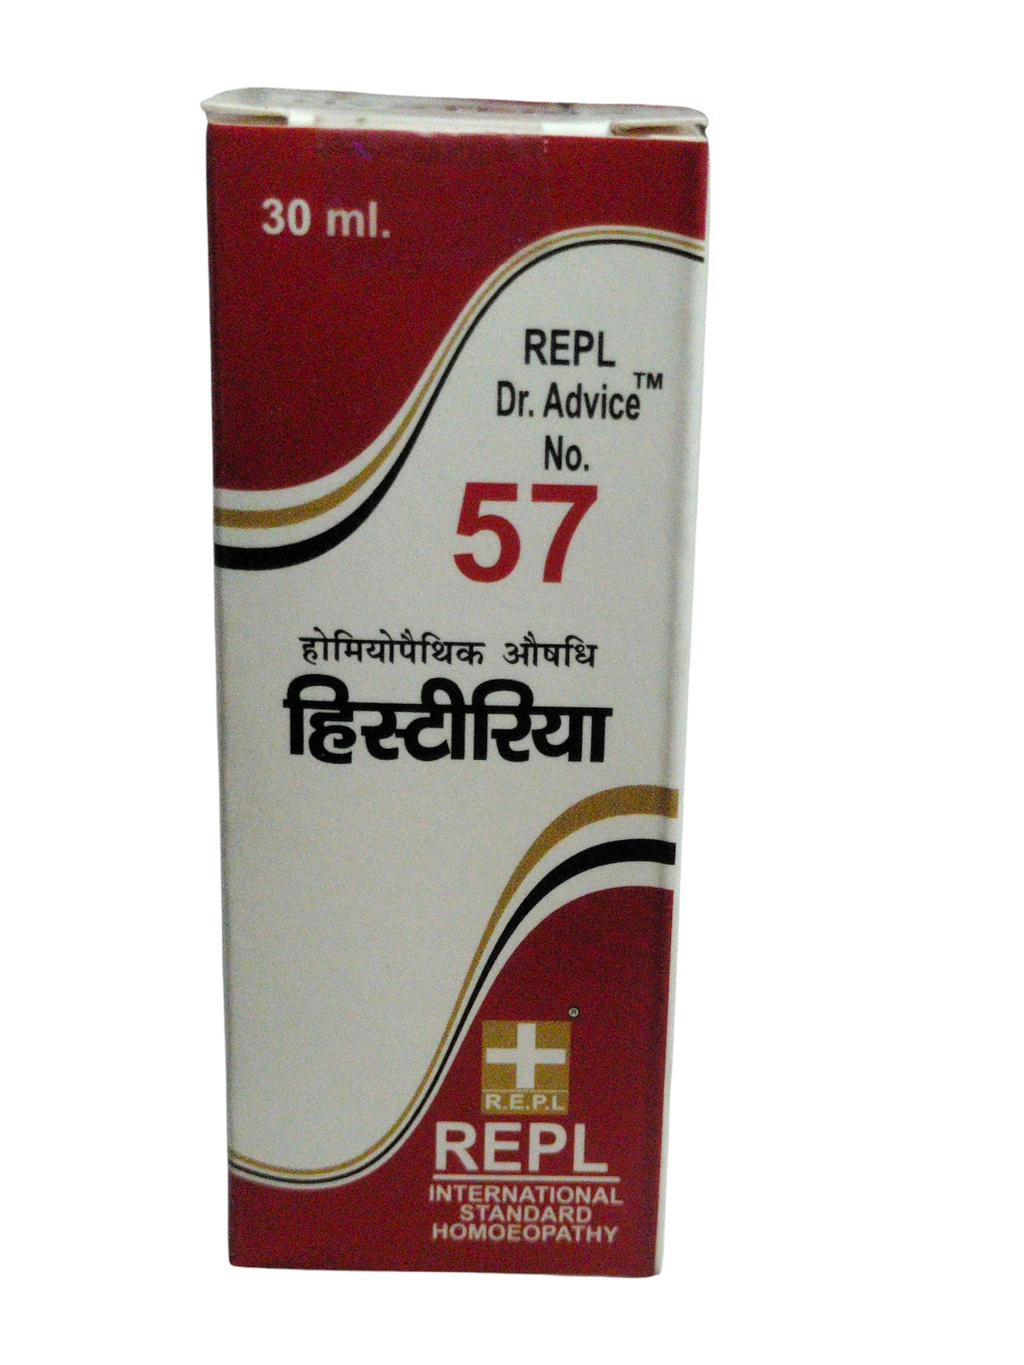 30 ml.
REPL
Dr. Advice™
No.
57
होमियोपैथिक औषधि
हिस्टीरिया
®
R.E.P.L
REPL
INTERNATIONAL
STANDARD
HOMOEOPATHY